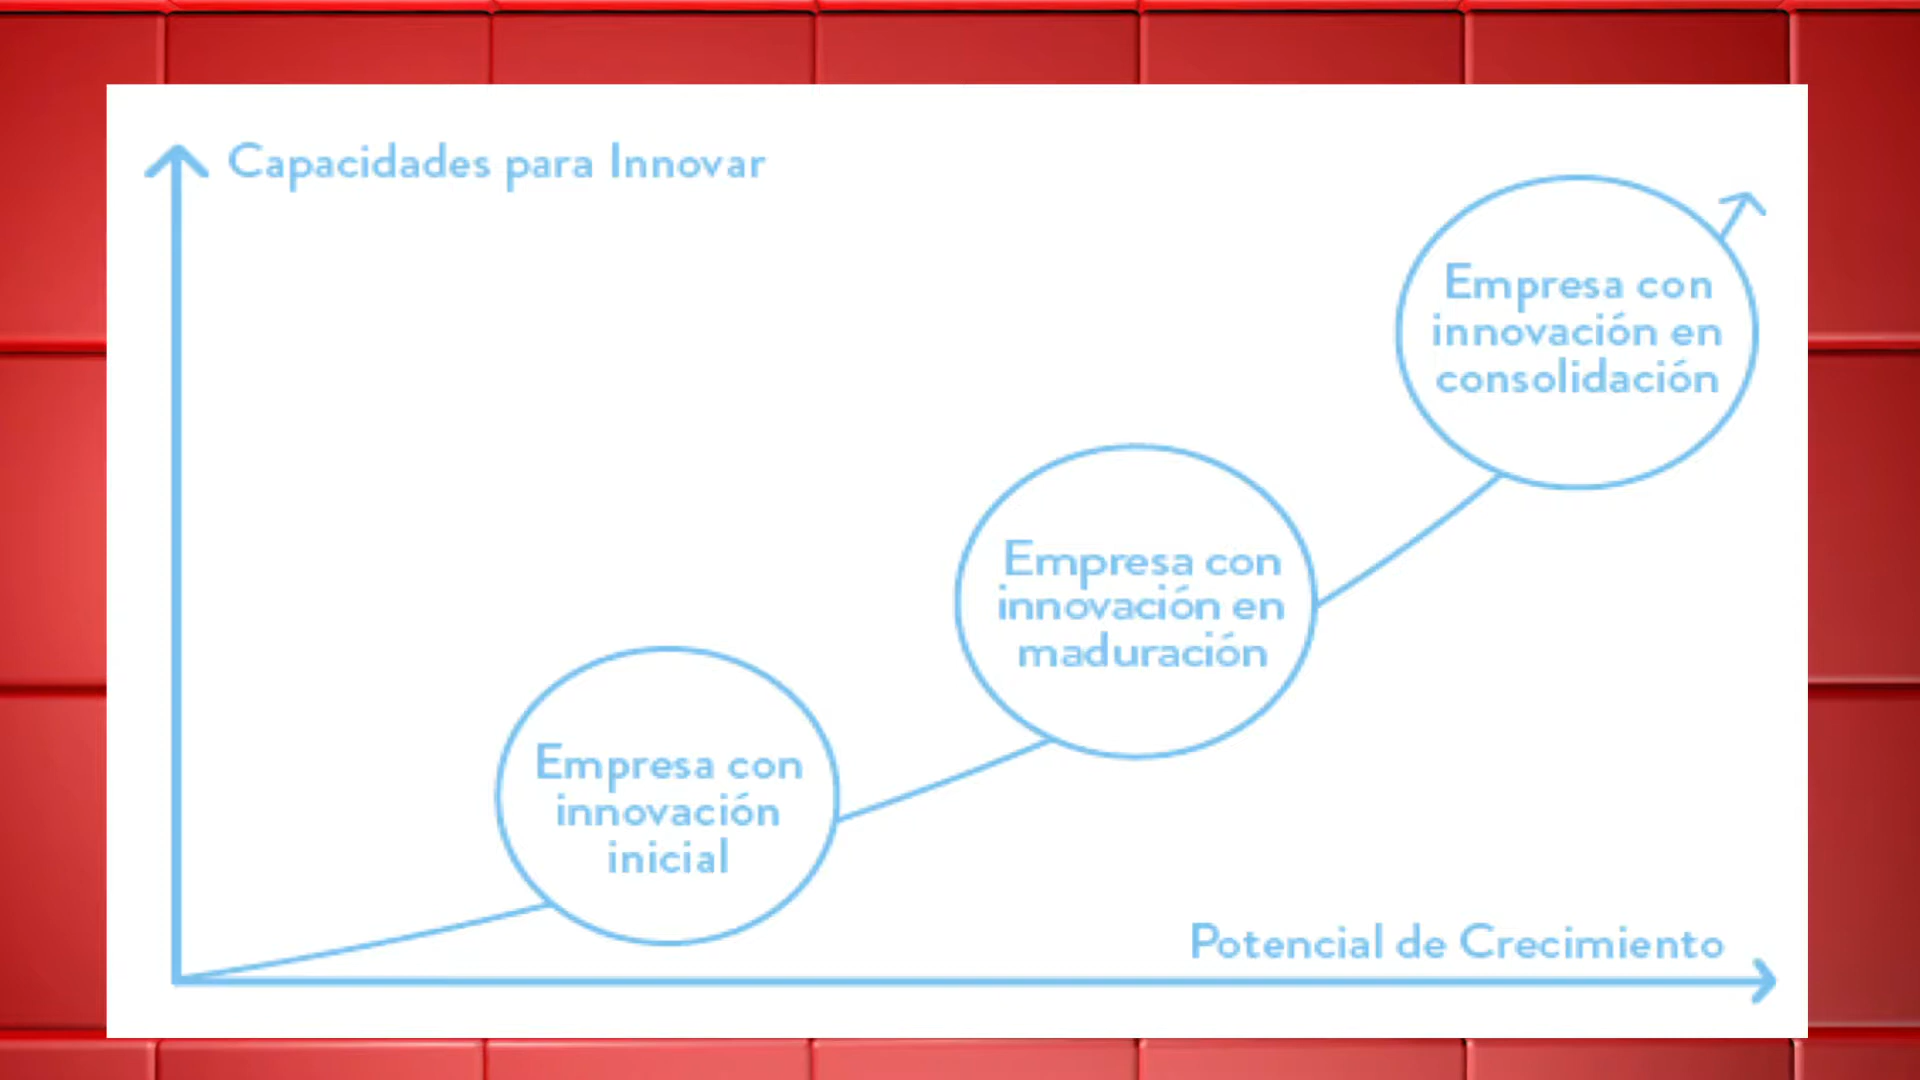 Capacidades para Innovar
Empresa con
innovación en
consolidación
Empresa con
innovación en
maduración
Empresa con
innovación
inicial
Potencial de Crecimiento